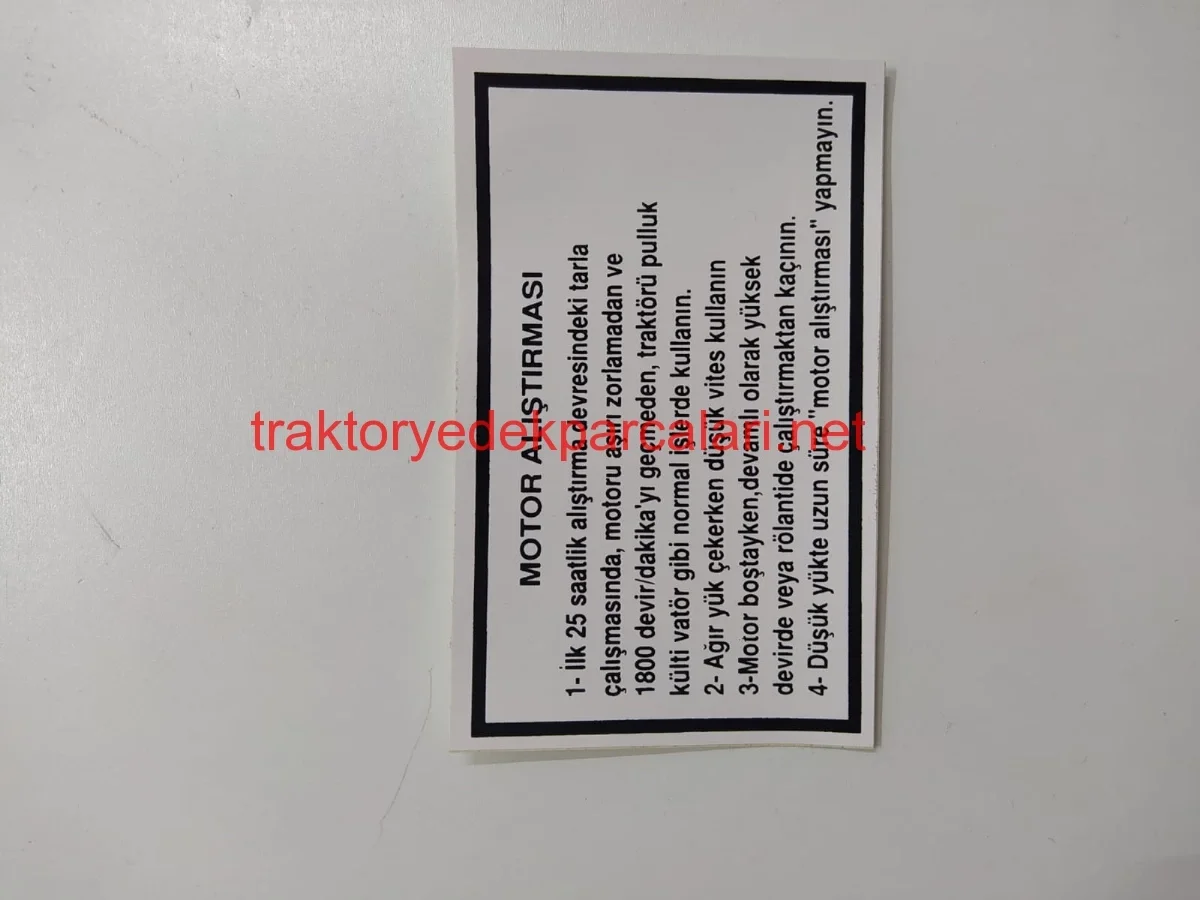 MOTOR ALIŞTIRMASI
1- İlk 25 saatlik alıştırma devresindeki tarla
çalışmasında, motoru aşırı zorlamadan ve
1800 devir/dakika'yı geçmeden, traktörü pulluk
külti vatör gibi normal işlerde kullanın.
2- Ağır yük çekerken düşük vites kullanın
3-Motor boştayken,devamlı olarak yüksek
devirde veya rölantide çalıştırmaktan kaçının.
4- Düşük yükte uzun süre "motor alıştırması" yapmayın.
traktoryedekparcalari.net